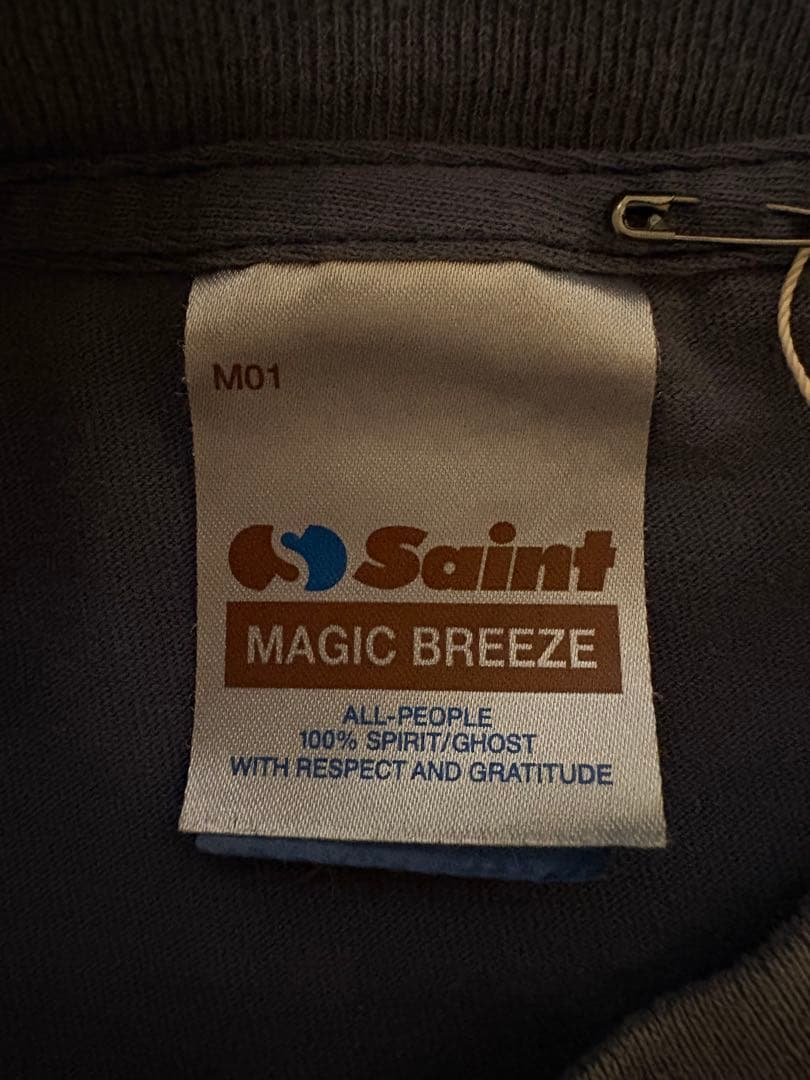 M01
Saint
MAGIC BREEZE
ALL-PEOPLE
100% SPIRIT/GHOST
WITH RESPECT AND GRATITUDE